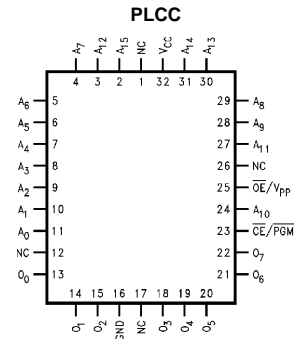 PLCC
A7 A12 A15 NC VCC A14 A13
4 3 2 1 32 31 30
A6 5 29 A8
A5 6 28 A9
A4 7 27 A11
A3 8 26 NC
A2 9 25 O̅E̅/VPP
A1 10 24 A10
A0 11 23 C̅E̅/P̅G̅M̅
NC 12 22 O7
O0 13 21 O6
14 15 16 17 18 19 20
O1 O2 GND NC O3 O4 O5